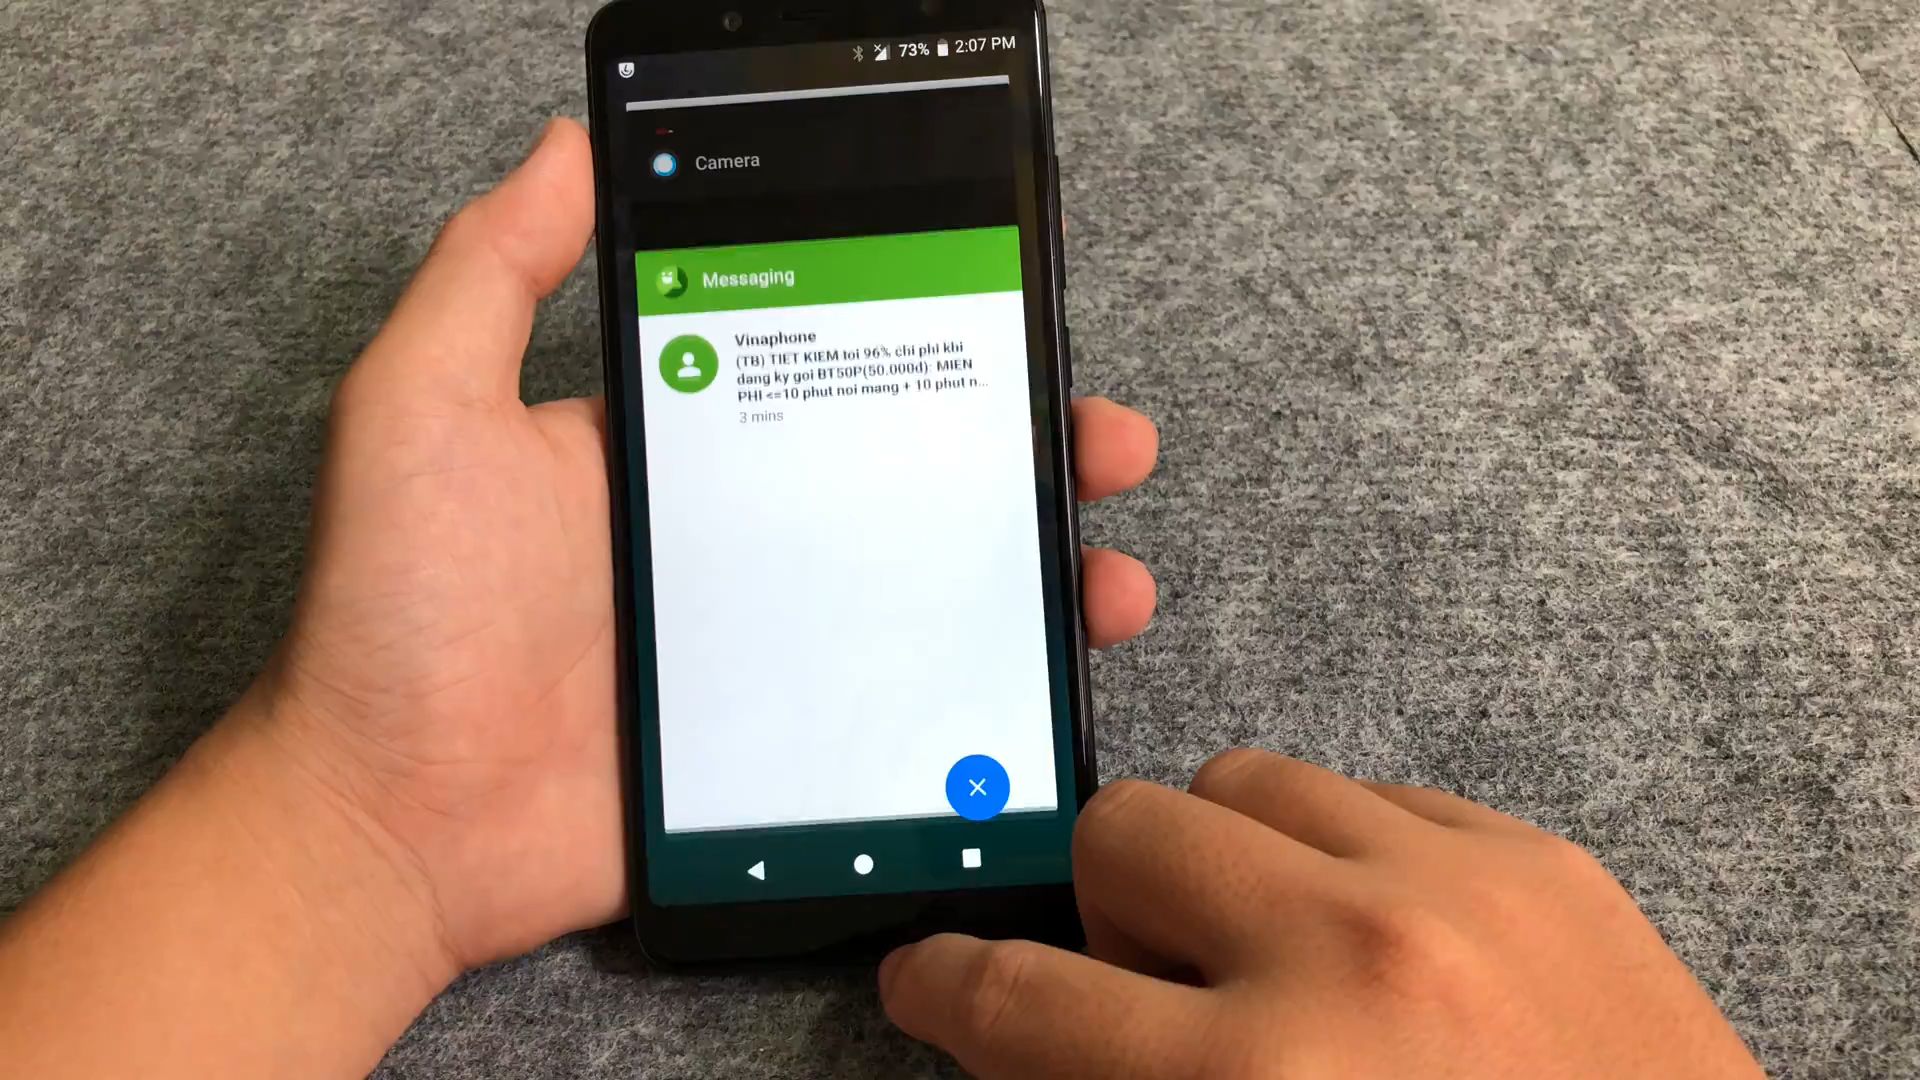 73% 2:07 PM
Camera
Messaging
Vinaphone
(TB) TIET KIEM toi 96% chi phi khi
dang ky goi BT50P(50.000d): MIEN
PHI <=10 phut noi mang + 10 phut n...
3 mins